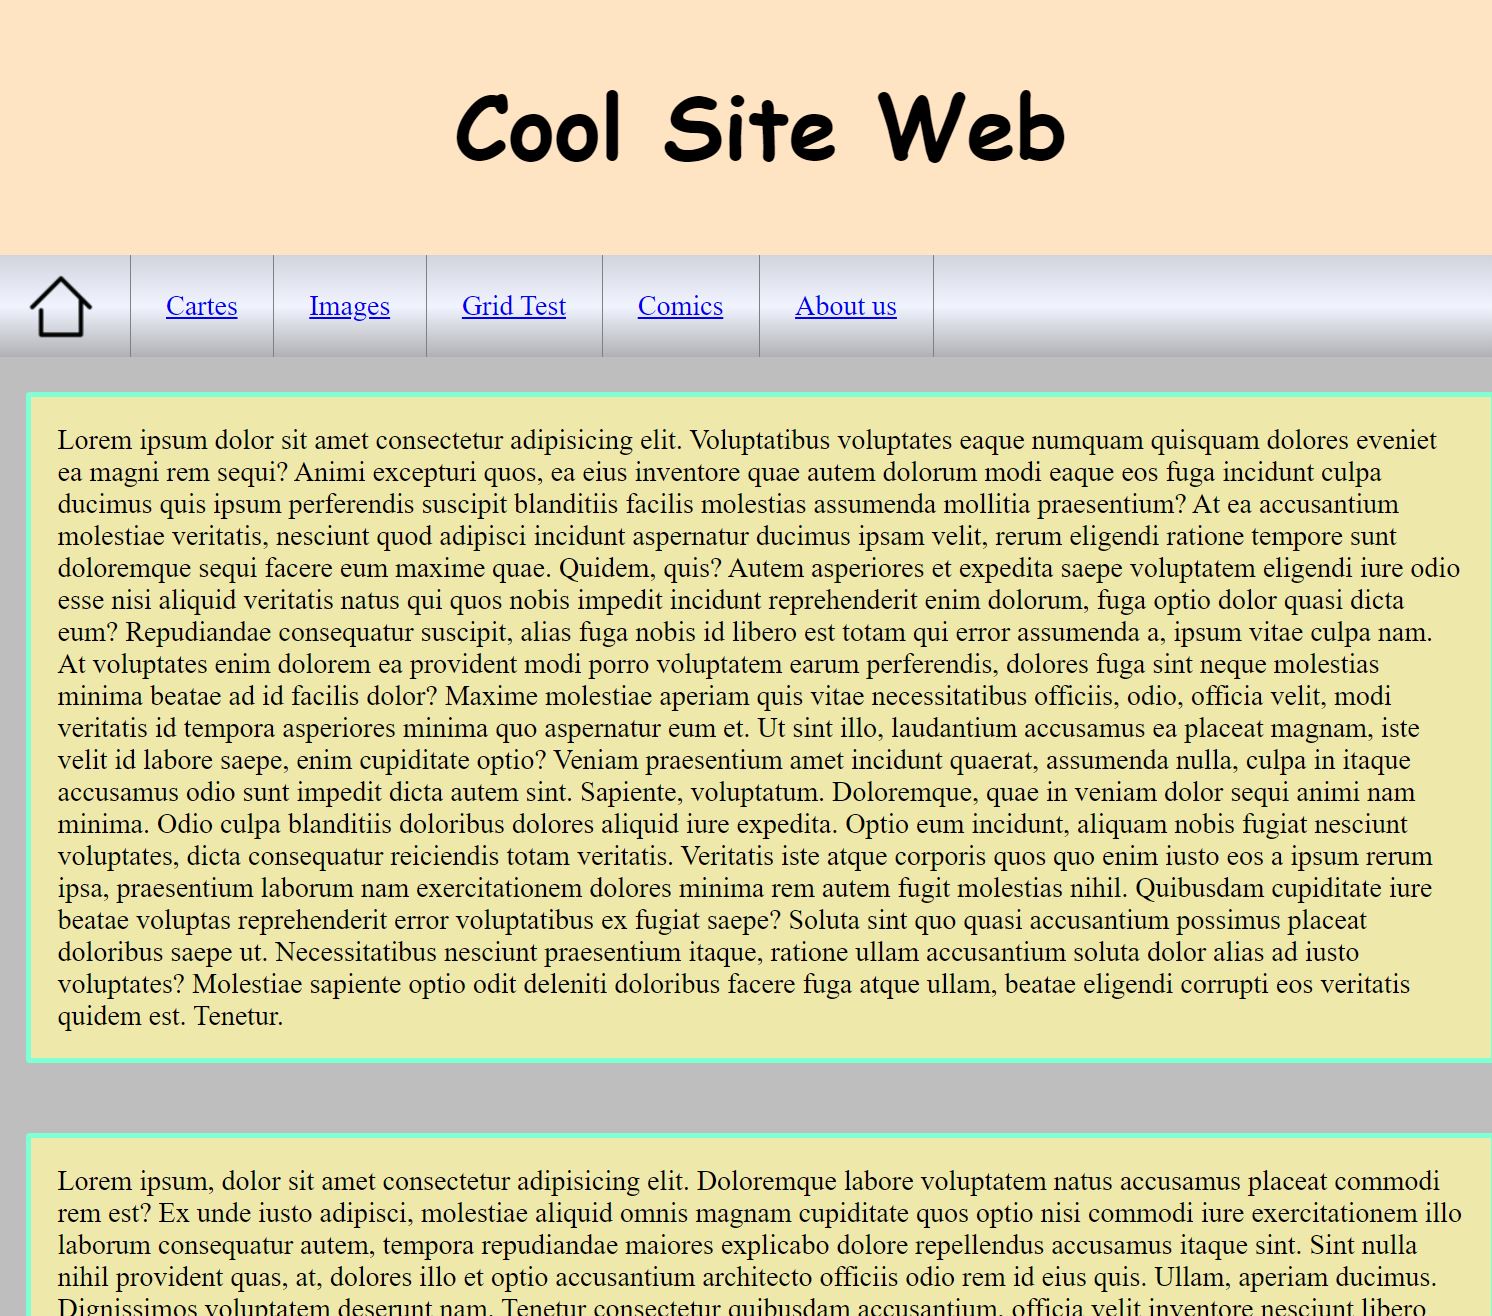 Cool Site Web
Cartes
Images
Grid Test
Comics
About us
Lorem ipsum dolor sit amet consectetur adipisicing elit. Voluptatibus voluptates eaque numquam quisquam dolores eveniet
ea magni rem sequi? Animi excepturi quos, ea eius inventore quae autem dolorum modi eaque eos fuga incidunt culpa
ducimus quis ipsum perferendis suscipit blanditiis facilis molestias assumenda mollitia praesentium? At ea accusantium
molestiae veritatis, nesciunt quod adipisci incidunt aspernatur ducimus ipsam velit, rerum eligendi ratione tempore sunt
doloremque sequi facere eum maxime quae. Quidem, quis? Autem asperiores et expedita saepe voluptatem eligendi iure odio
esse nisi aliquid veritatis natus qui quos nobis impedit incidunt reprehenderit enim dolorum, fuga optio dolor quasi dicta
eum? Repudiandae consequatur suscipit, alias fuga nobis id libero est totam qui error assumenda a, ipsum vitae culpa nam.
At voluptates enim dolorem ea provident modi porro voluptatem earum perferendis, dolores fuga sint neque molestias
minima beatae ad id facilis dolor? Maxime molestiae aperiam quis vitae necessitatibus officiis, odio, officia velit, modi
veritatis id tempora asperiores minima quo aspernatur eum et. Ut sint illo, laudantium accusamus ea placeat magnam, iste
velit id labore saepe, enim cupiditate optio? Veniam praesentium amet incidunt quaerat, assumenda nulla, culpa in itaque
accusamus odio sunt impedit dicta autem sint. Sapiente, voluptatum. Doloremque, quae in veniam dolor sequi animi nam
minima. Odio culpa blanditiis doloribus dolores aliquid iure expedita. Optio eum incidunt, aliquam nobis fugiat nesciunt
voluptates, dicta consequatur reiciendis totam veritatis. Veritatis iste atque corporis quos quo enim iusto eos a ipsum rerum
ipsa, praesentium laborum nam exercitationem dolores minima rem autem fugit molestias nihil. Quibusdam cupiditate iure
beatae voluptas reprehenderit error voluptatibus ex fugiat saepe? Soluta sint quo quasi accusantium possimus placeat
doloribus saepe ut. Necessitatibus nesciunt praesentium itaque, ratione ullam accusantium soluta dolor alias ad iusto
voluptates? Molestiae sapiente optio odit deleniti doloribus facere fuga atque ullam, beatae eligendi corrupti eos veritatis
quidem est. Tenetur.
Lorem ipsum, dolor sit amet consectetur adipisicing elit. Doloremque labore voluptatem natus accusamus placeat commodi
rem est? Ex unde iusto adipisci, molestiae aliquid omnis magnam cupiditate quos optio nisi commodi iure exercitationem illo
laborum consequatur autem, tempora repudiandae maiores explicabo dolore repellendus accusamus itaque sint. Sint nulla
nihil provident quas, at, dolores illo et optio accusantium architecto officiis odio rem id eius quis. Ullam, aperiam ducimus.
Dignissimos voluptatem deserunt nam. Tenetur consectetur quibusdam accusantium, officia velit inventore nesciunt libero